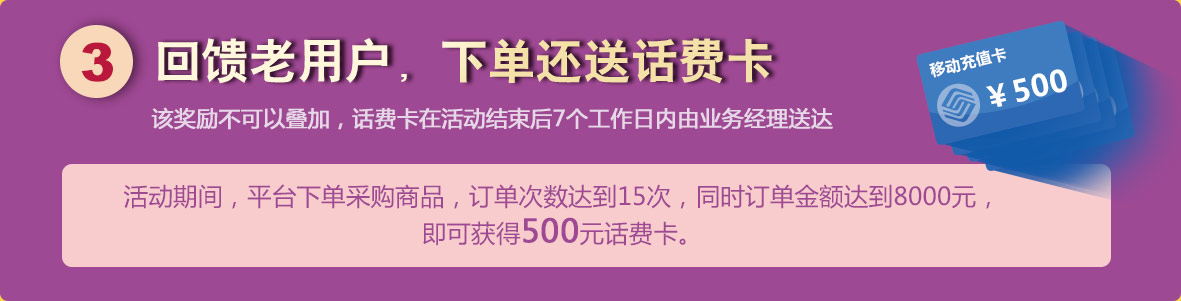 3 回馈老用户，下单还送话费卡
该奖励不可以叠加，话费卡在活动结束后7个工作日内由业务经理送达
移动充值卡
¥500
活动期间，平台下单采购商品，订单次数达到15次，同时订单金额达到8000元，
即可获得500元话费卡。